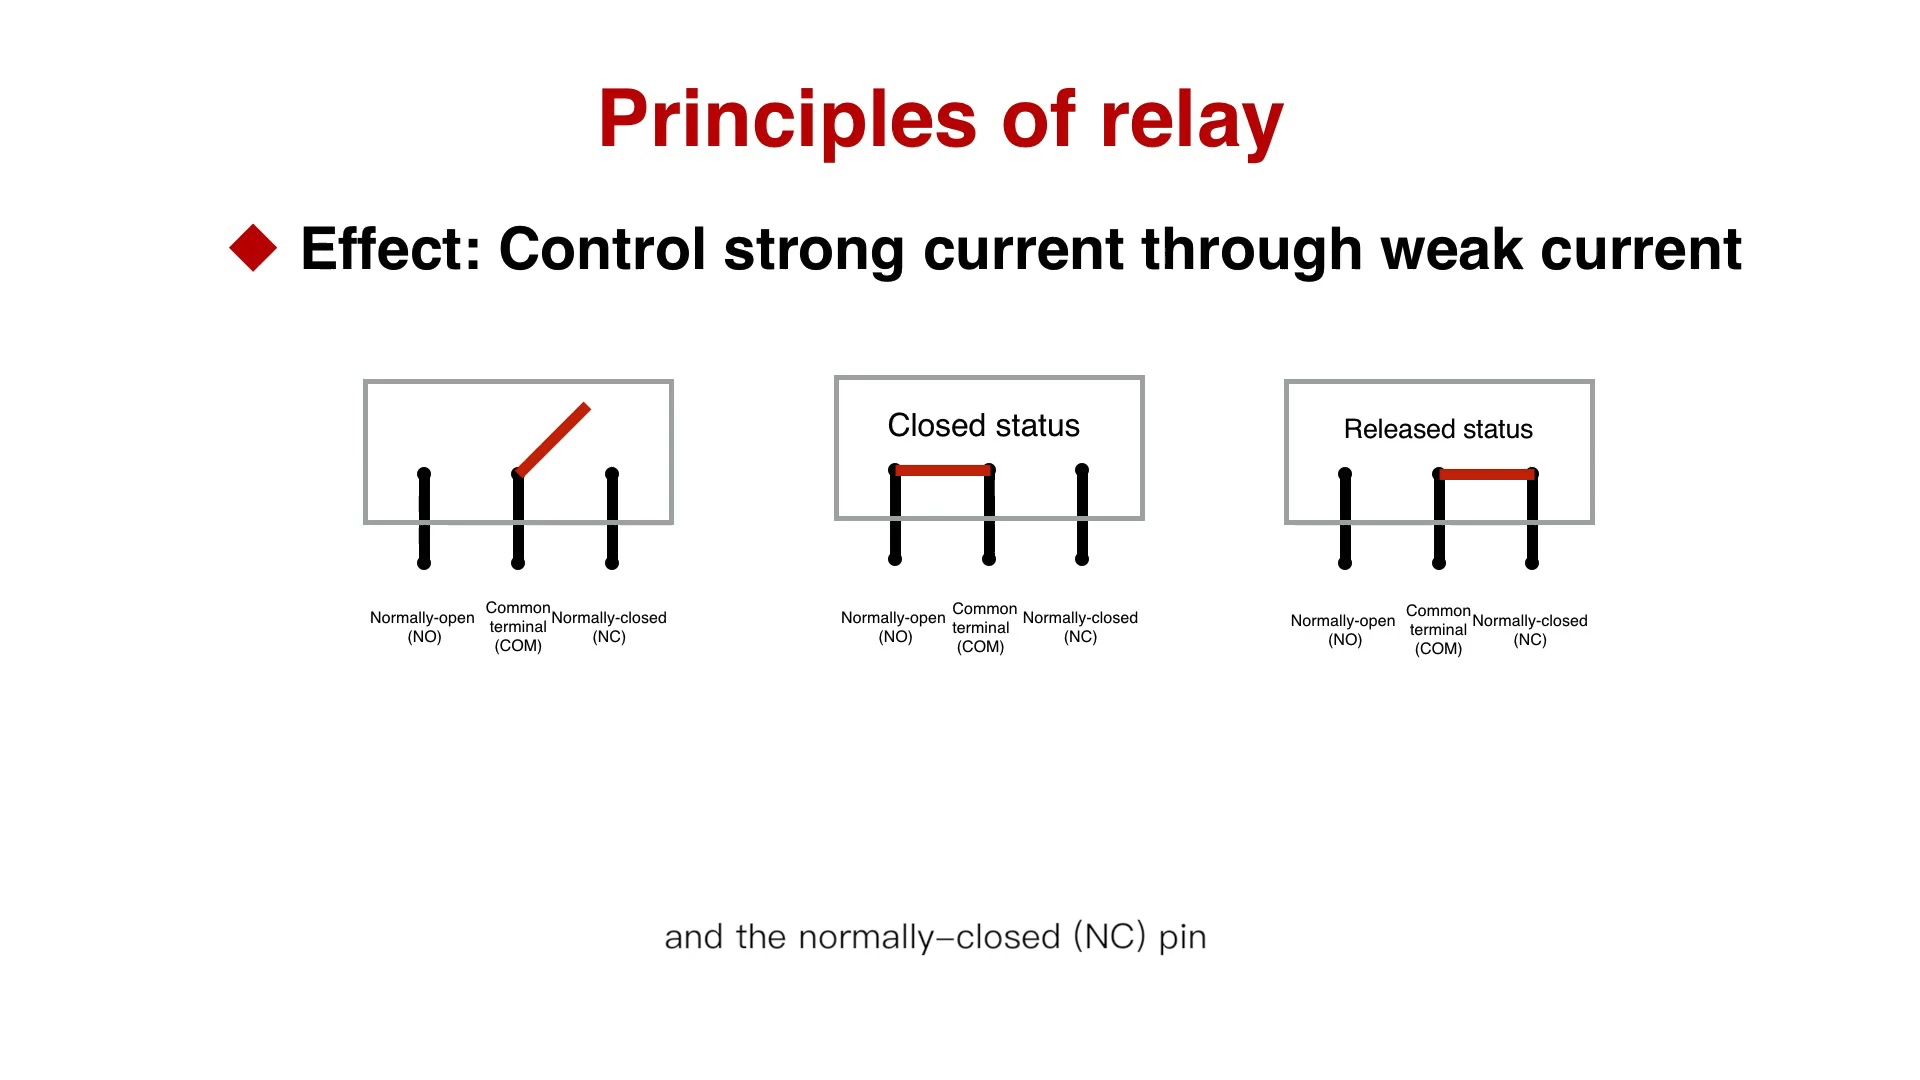 Principles of relay
Effect: Control strong current through weak current
Normally-open
(NO)
Common
terminal
(COM)
Normally-closed
(NC)
Closed status
Normally-open
(NO)
Common
terminal
(COM)
Normally-closed
(NC)
Released status
Normally-open
(NO)
Common
terminal
(COM)
Normally-closed
(NC)
and the normally-closed (NC) pin